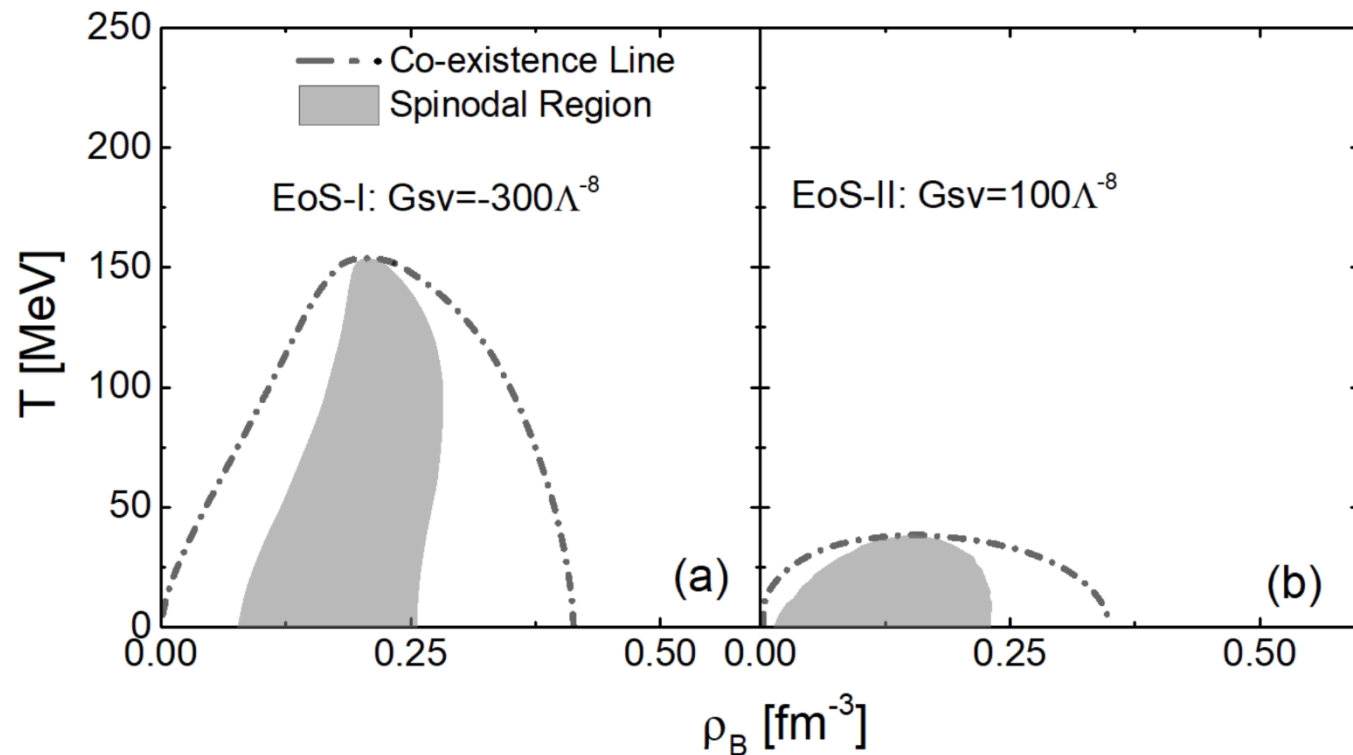 250
200
150
100
50
0
T [MeV]
Co-existence Line
Spinodal Region
EoS-I: Gsv=-300Λ⁻⁸
(a)
EoS-II: Gsv=100Λ⁻⁸
(b)
0.00 0.25 0.50 0.00 0.25 0.50
ρB [fm⁻³]